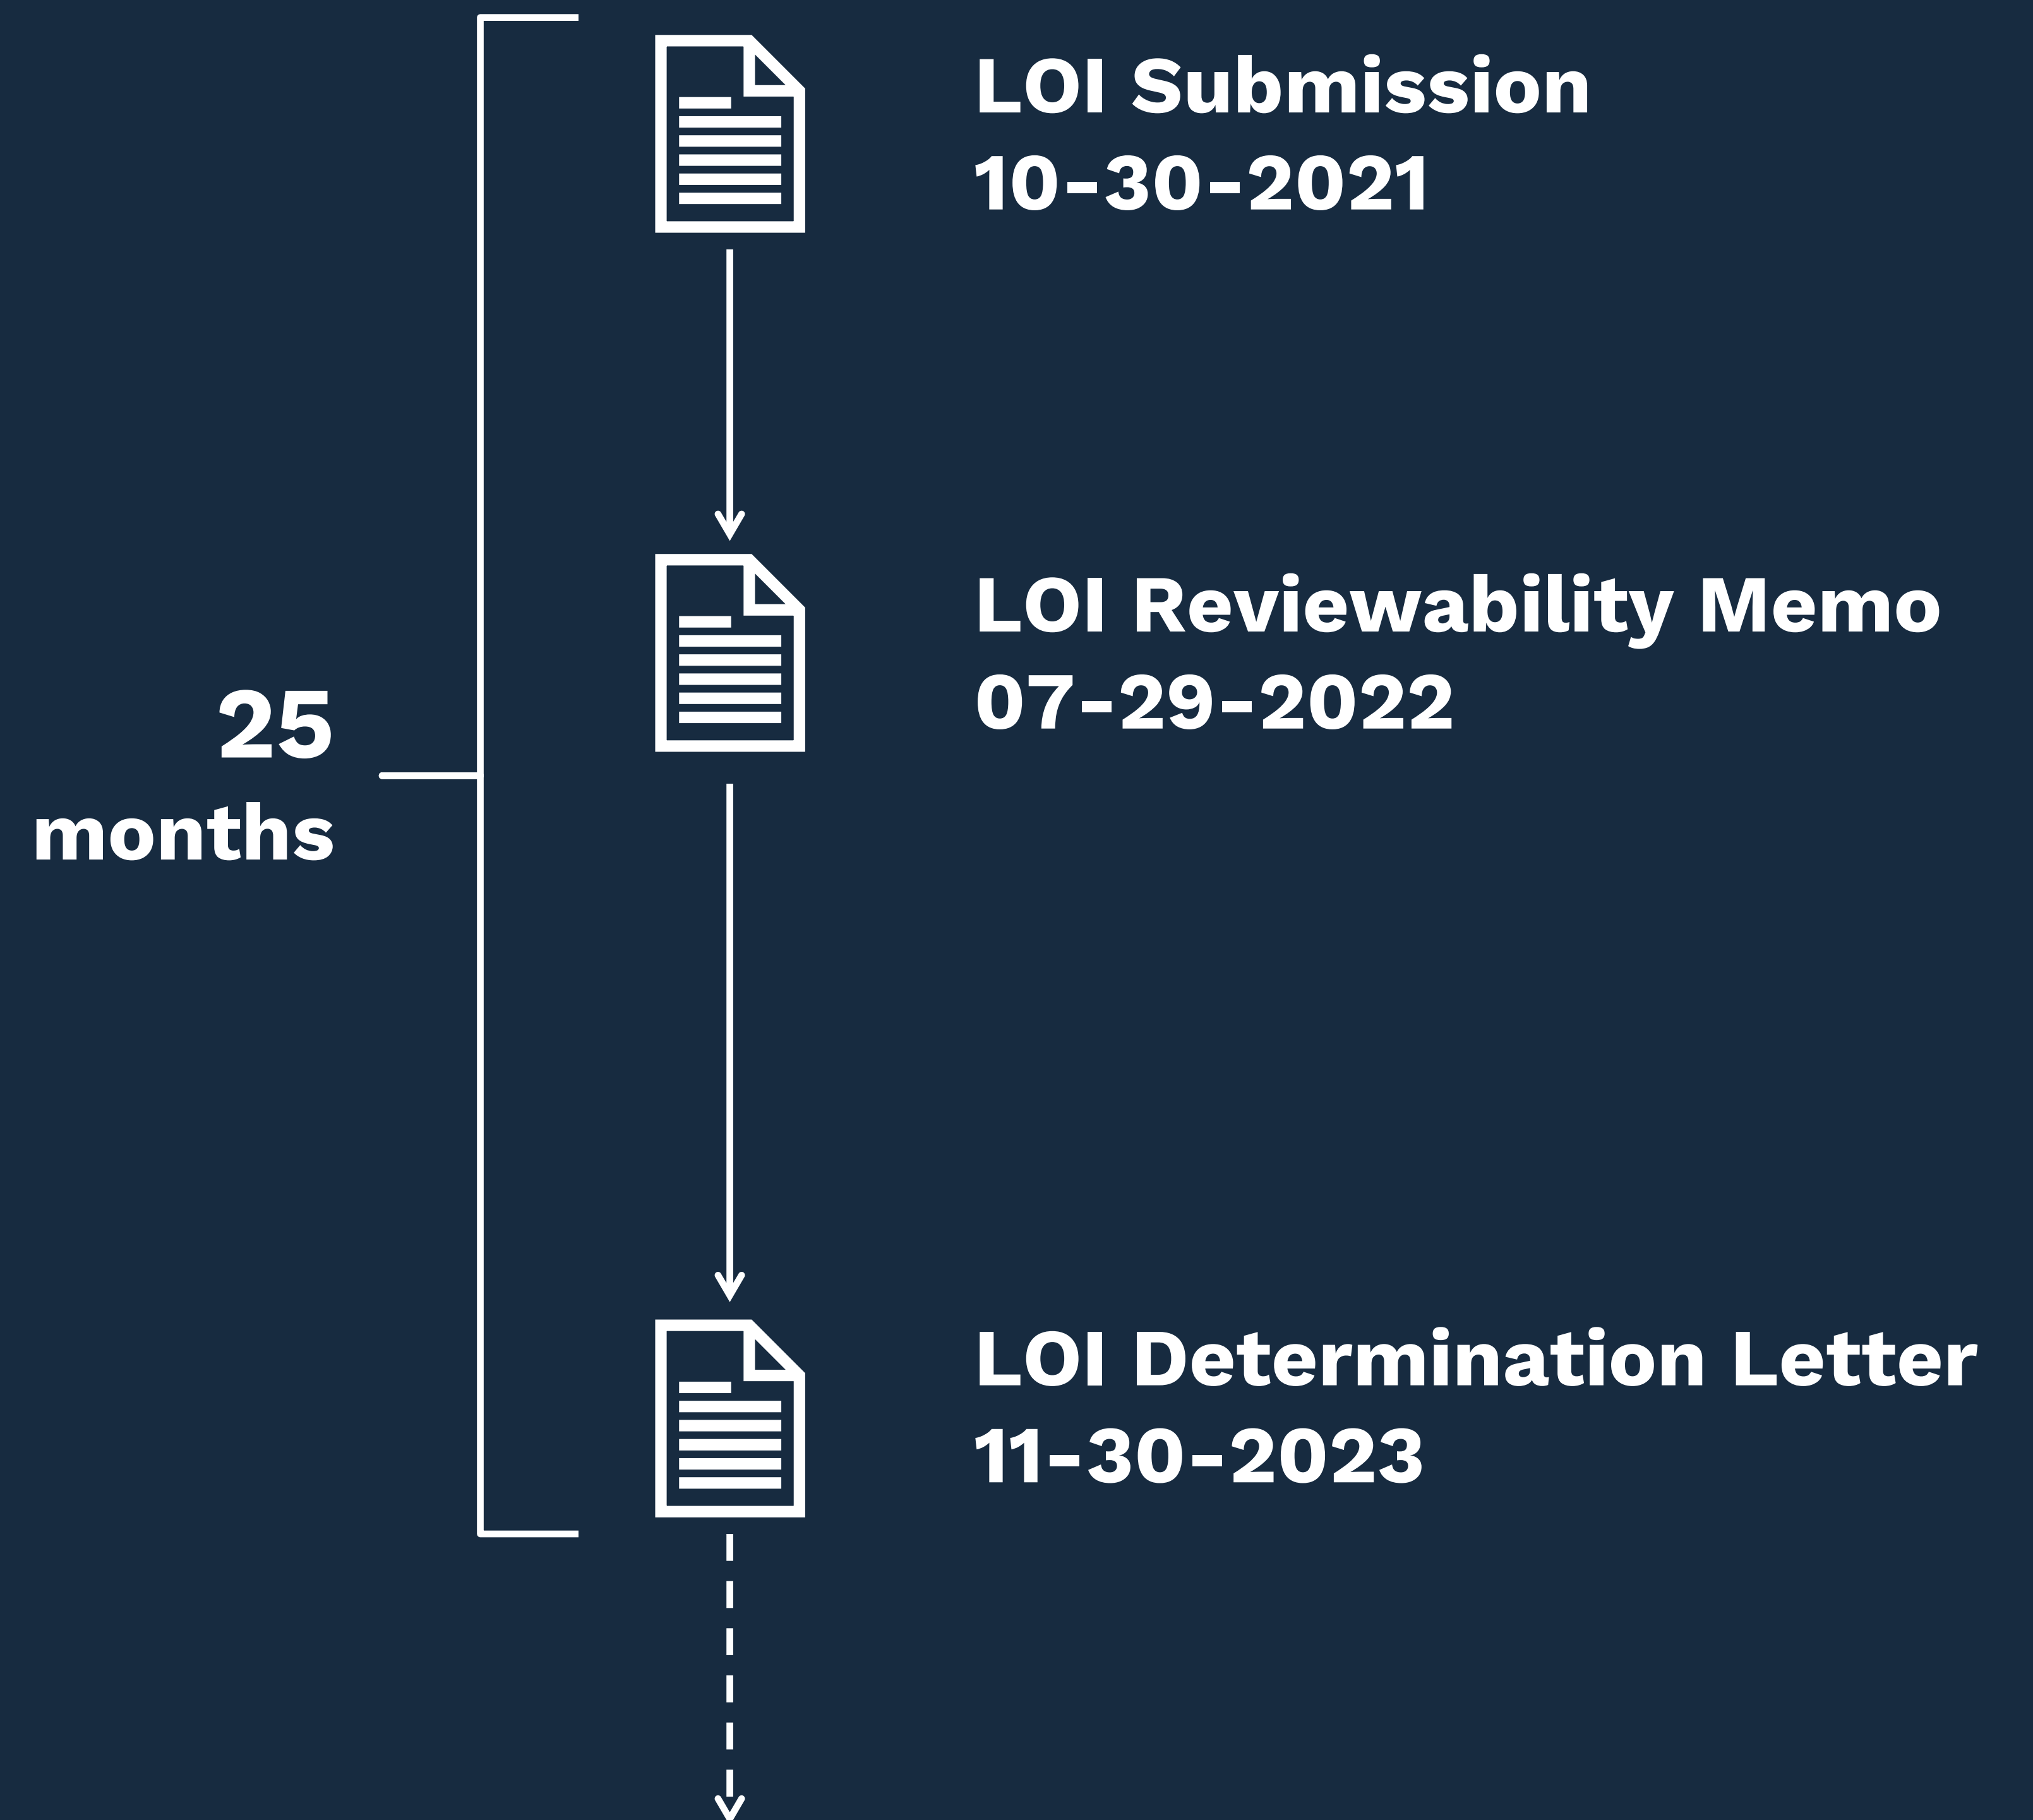 LOI Submission
10-30-2021
LOI Reviewability Memo
07-29-2022
25
months
LOI Determination Letter
11-30-2023